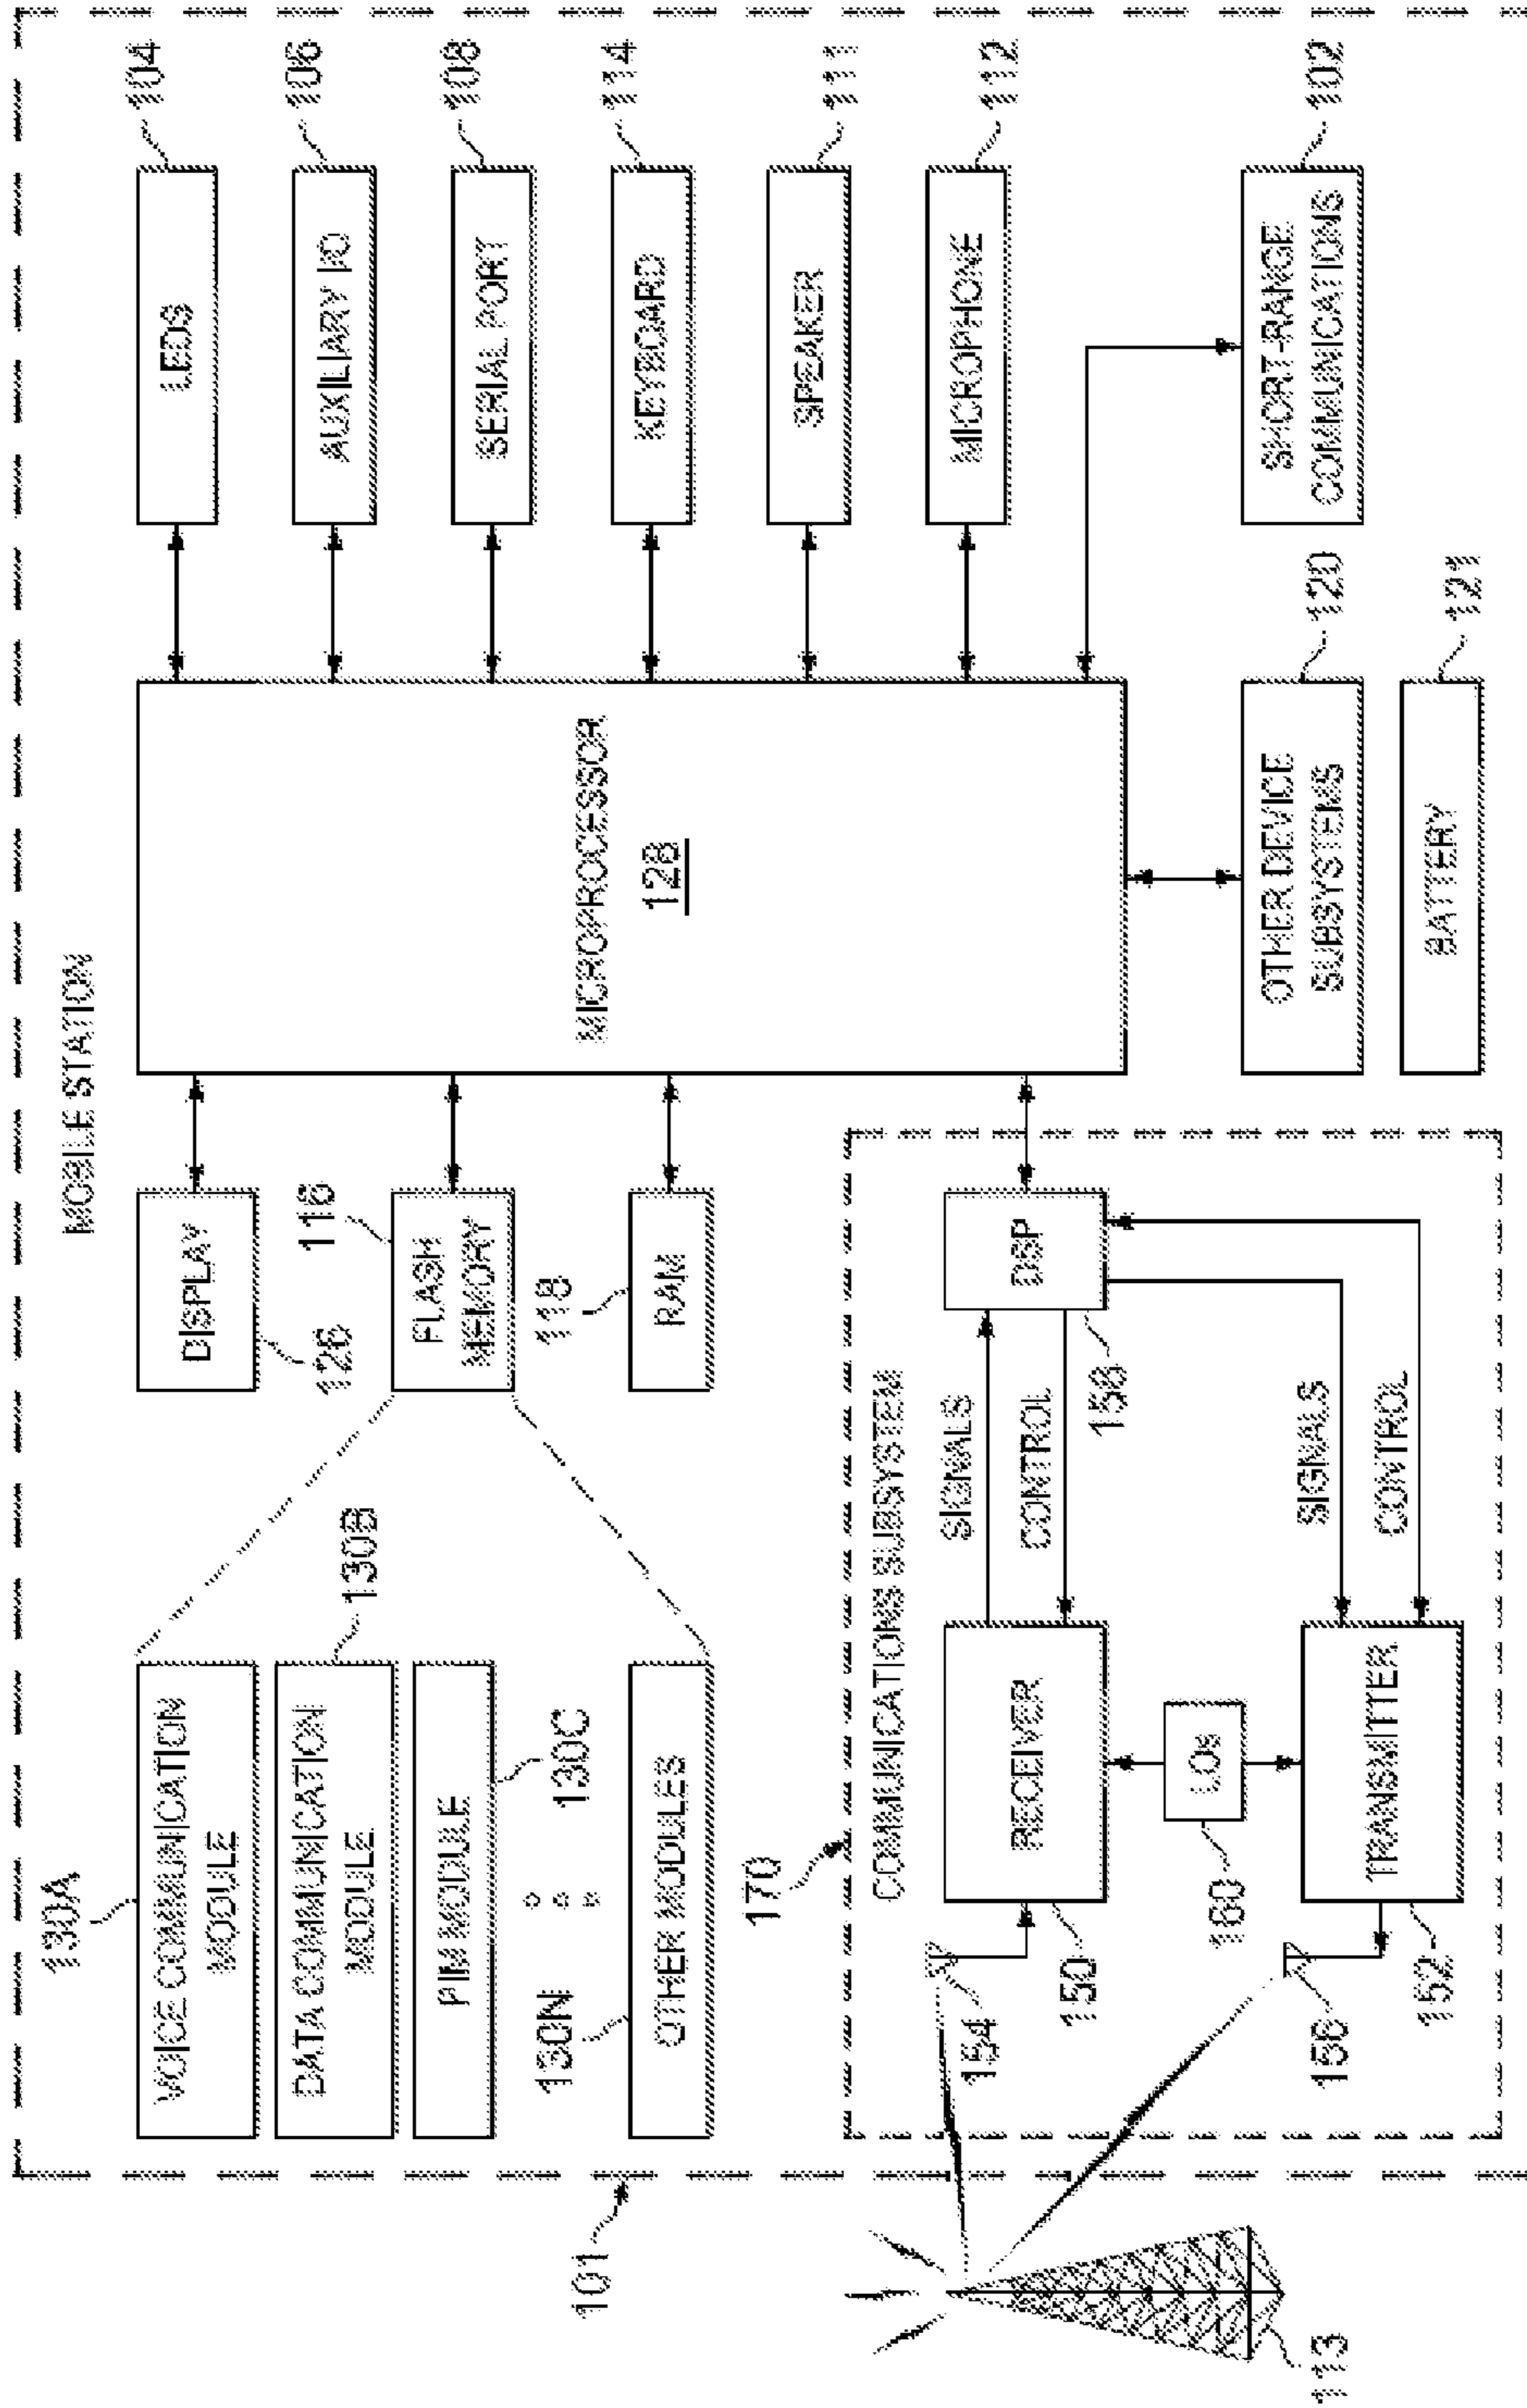 MOBILE STATION
130A
VOICE COMMUNICATION
MODULE
DATA COMMUNICATION
MODULE
130B
PIM MODULE
130C
130N
OTHER MODULES
101
DISPLAY
126
116
FLASH
MEMORY
118
RAM
MICROPROCESSOR
128
LEDS
104
AUXILIARY I/O
106
SERIAL PORT
108
KEYBOARD
114
SPEAKER
111
MICROPHONE
112
SHORT-RANGE
COMMUNICATIONS
102
OTHER DEVICE
SUBSYSTEMS
120
BATTERY
121
170
COMMUNICATIONS SUBSYSTEM
154
RECEIVER
150
SIGNALS
CONTROL
DSP
158
LOs
160
156
TRANSMITTER
152
SIGNALS
CONTROL
113